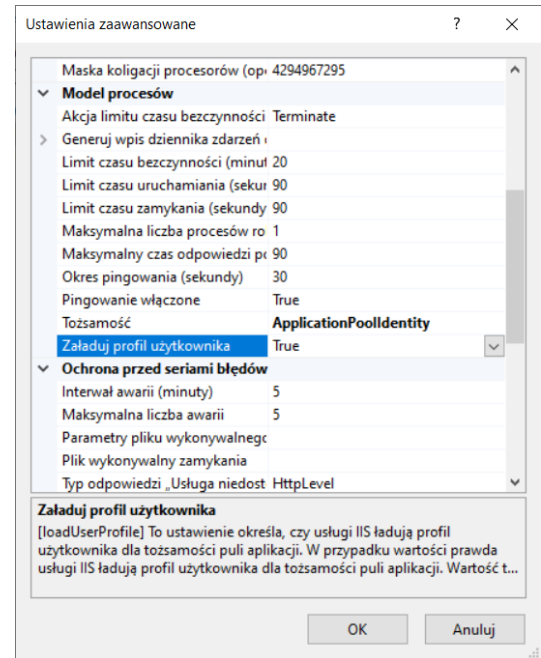 Ustawienia zaawansowane ?
Maska koligacji procesorów (op 4294967295
Model procesów
Akcja limitu czasu bezczynności Terminate
Generuj wpis dziennika zdarzeń
Limit czasu bezczynności (minut 20
Limit czasu uruchamiania (sekun 90
Limit czasu zamykania (sekundy 90
Maksymalna liczba procesów ro 1
Maksymalny czas odpowiedzi po 90
Okres pingowania (sekundy) 30
Pingowanie włączone True
Tożsamość ApplicationPoolIdentity
Załaduj profil użytkownika True
Ochrona przed seriami błędów
Interwał awarii (minuty) 5
Maksymalna liczba awarii 5
Parametry pliku wykonywalnego
Plik wykonywalny zamykania
Typ odpowiedzi „Usługa niedost HttpLevel
Załaduj profil użytkownika
[loadUserProfile] To ustawienie określa, czy usługi IIS ładują profil
użytkownika dla tożsamości puli aplikacji. W przypadku wartości prawda
usługi IIS ładują profil użytkownika dla tożsamości puli aplikacji. Wartość t...
OK Anuluj